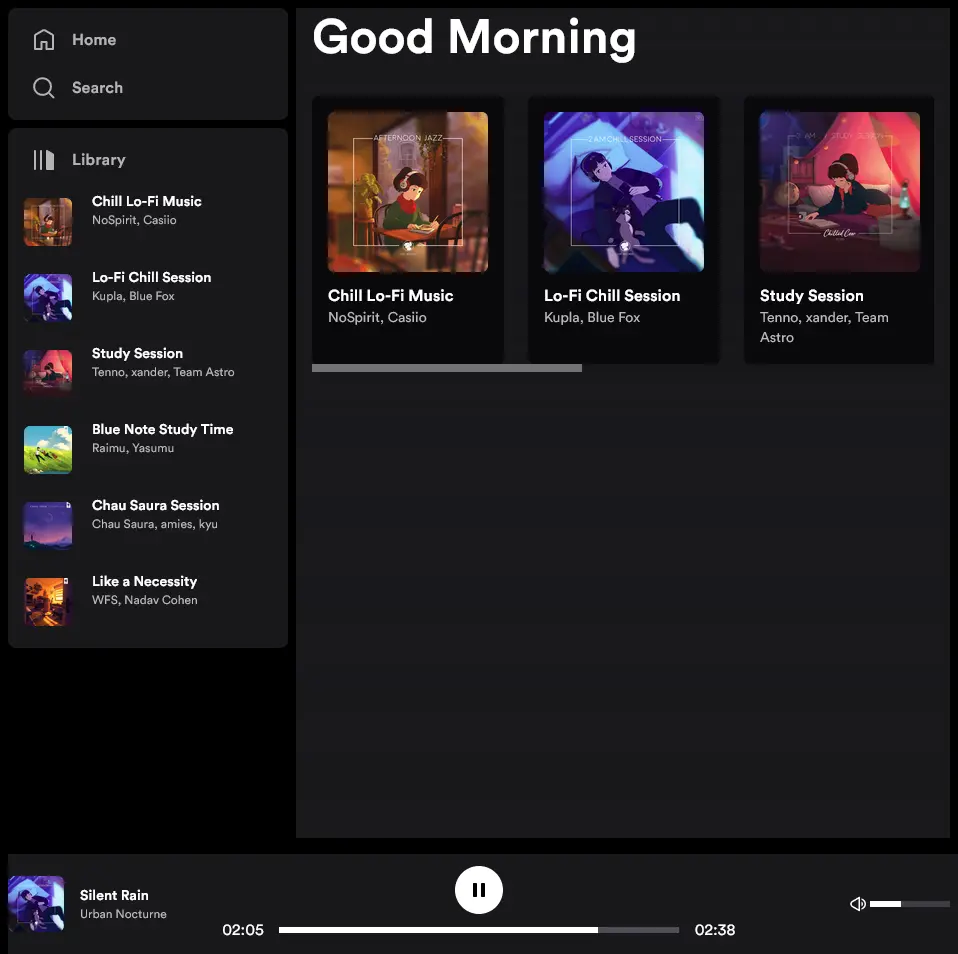 Home
Search
Library
Chill Lo-Fi Music
NoSpirit, Casiio
Lo-Fi Chill Session
Kupla, Blue Fox
Study Session
Tenno, xander, Team Astro
Blue Note Study Time
Raimu, Yasumu
Chau Saura Session
Chau Saura, amies, kyu
Like a Necessity
WFS, Nadav Cohen
Good Morning
AFTERNOON JAZZ
Chill Lo-Fi Music
NoSpirit, Casiio
2 AM CHILL SESSION
Lo-Fi Chill Session
Kupla, Blue Fox
STUDY SESSION
Chilled Cow
Study Session
Tenno, xander, Team
Astro
Silent Rain
Urban Nocturne
02:05
02:38